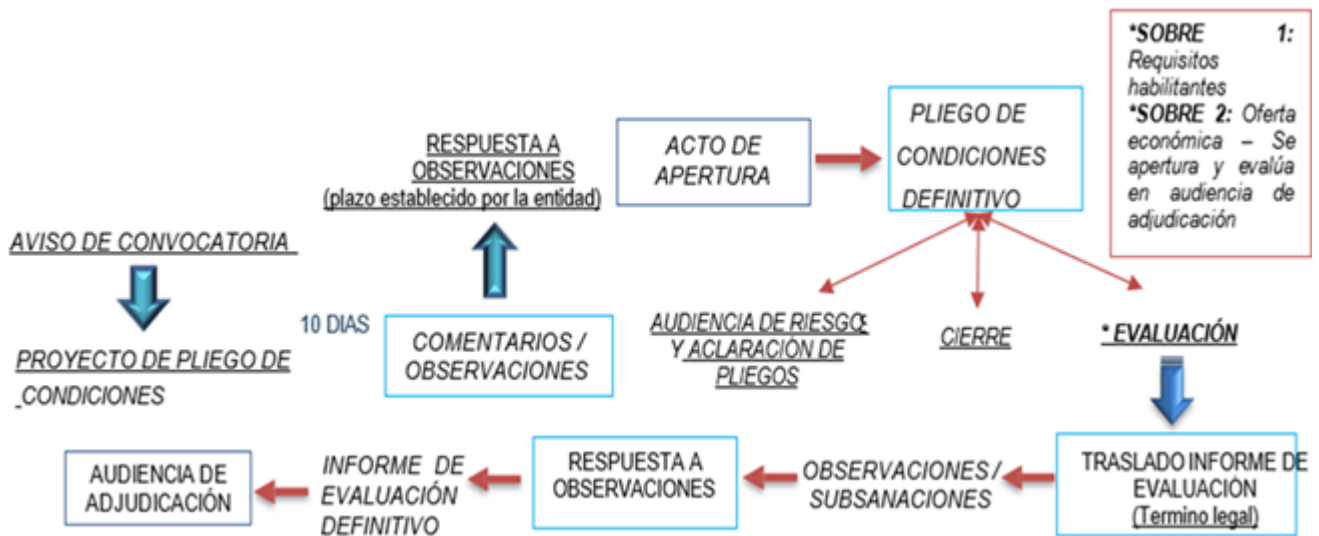 AVISO DE CONVOCATORIA
PROYECTO DE PLIEGO DE
CONDICIONES
10 DIAS
COMENTARIOS /
OBSERVACIONES
RESPUESTA A
OBSERVACIONES
(plazo establecido por la entidad)
ACTO DE
APERTURA
PLIEGO DE
CONDICIONES
DEFINITIVO
*SOBRE 1:
Requisitos
habilitantes
*SOBRE 2: Oferta
económica – Se
apertura y evalúa
en audiencia de
adjudicación
AUDIENCIA DE RIESGOS
Y ACLARACIÓN DE
PLIEGOS
CIERRE
* EVALUACIÓN
TRASLADO INFORME DE
EVALUACIÓN
(Termino legal)
OBSERVACIONES /
SUBSANACIONES
RESPUESTA A
OBSERVACIONES
INFORME DE
EVALUACIÓN
DEFINITIVO
AUDIENCIA DE
ADJUDICACIÓN